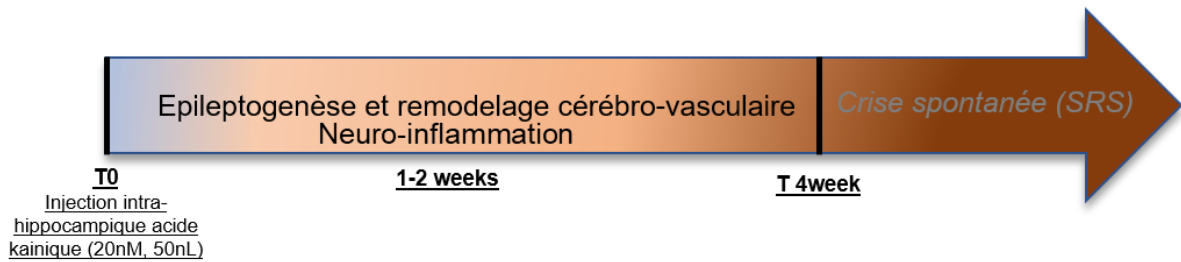 Epileptogenèse et remodelage cérébro-vasculaire
Neuro-inflammation
Crise spontanée (SRS)
T0
Injection intra-
hippocampique acide
kainique (20nM, 50nL)
1-2 weeks
T 4week